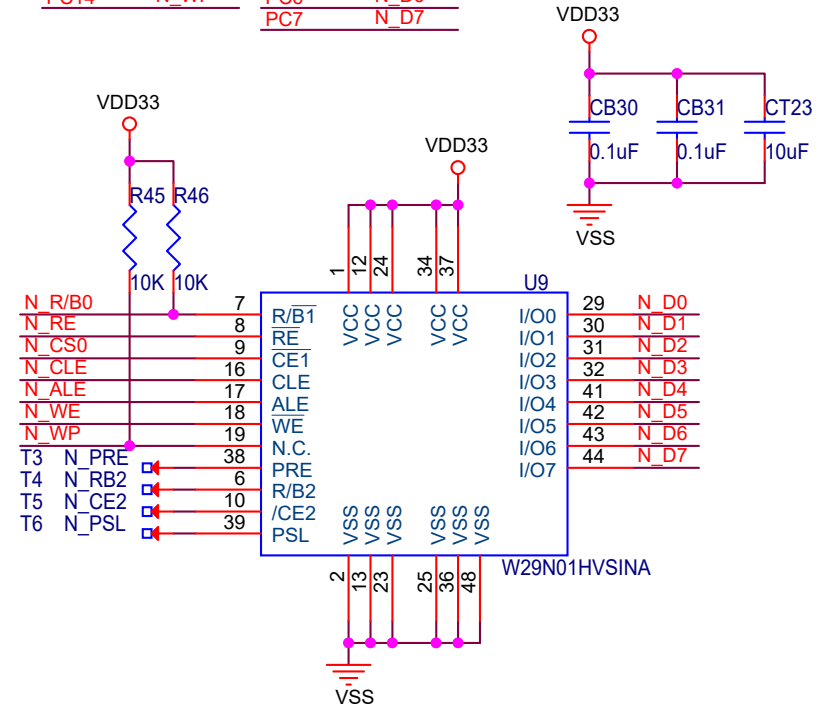 N_D7
PC7
VDD33
CB30
CB31
CT23
0.1uF
0.1uF
10uF
VSS
VDD33
R45
R46
10K
10K
VDD33
1
12
24
34
37
U9
VCC
VCC
VCC
VCC
VCC
N_R/B0
7
R/B1
I/O0
29
N_D0
N_RE
8
RE
I/O1
30
N_D1
N_CS0
9
CE1
I/O2
31
N_D2
N_CLE
16
CLE
I/O3
32
N_D3
N_ALE
17
ALE
I/O4
41
N_D4
N_WE
18
WE
I/O5
42
N_D5
N_WP
19
N.C.
I/O6
43
N_D6
T3
N_PRE
38
PRE
I/O7
44
N_D7
T4
N_RB2
6
R/B2
T5
N_CE2
10
/CE2
T6
N_PSL
39
PSL
VSS
VSS
VSS
VSS
VSS
VSS
W29N01HVSINA
2
13
23
25
36
48
VSS